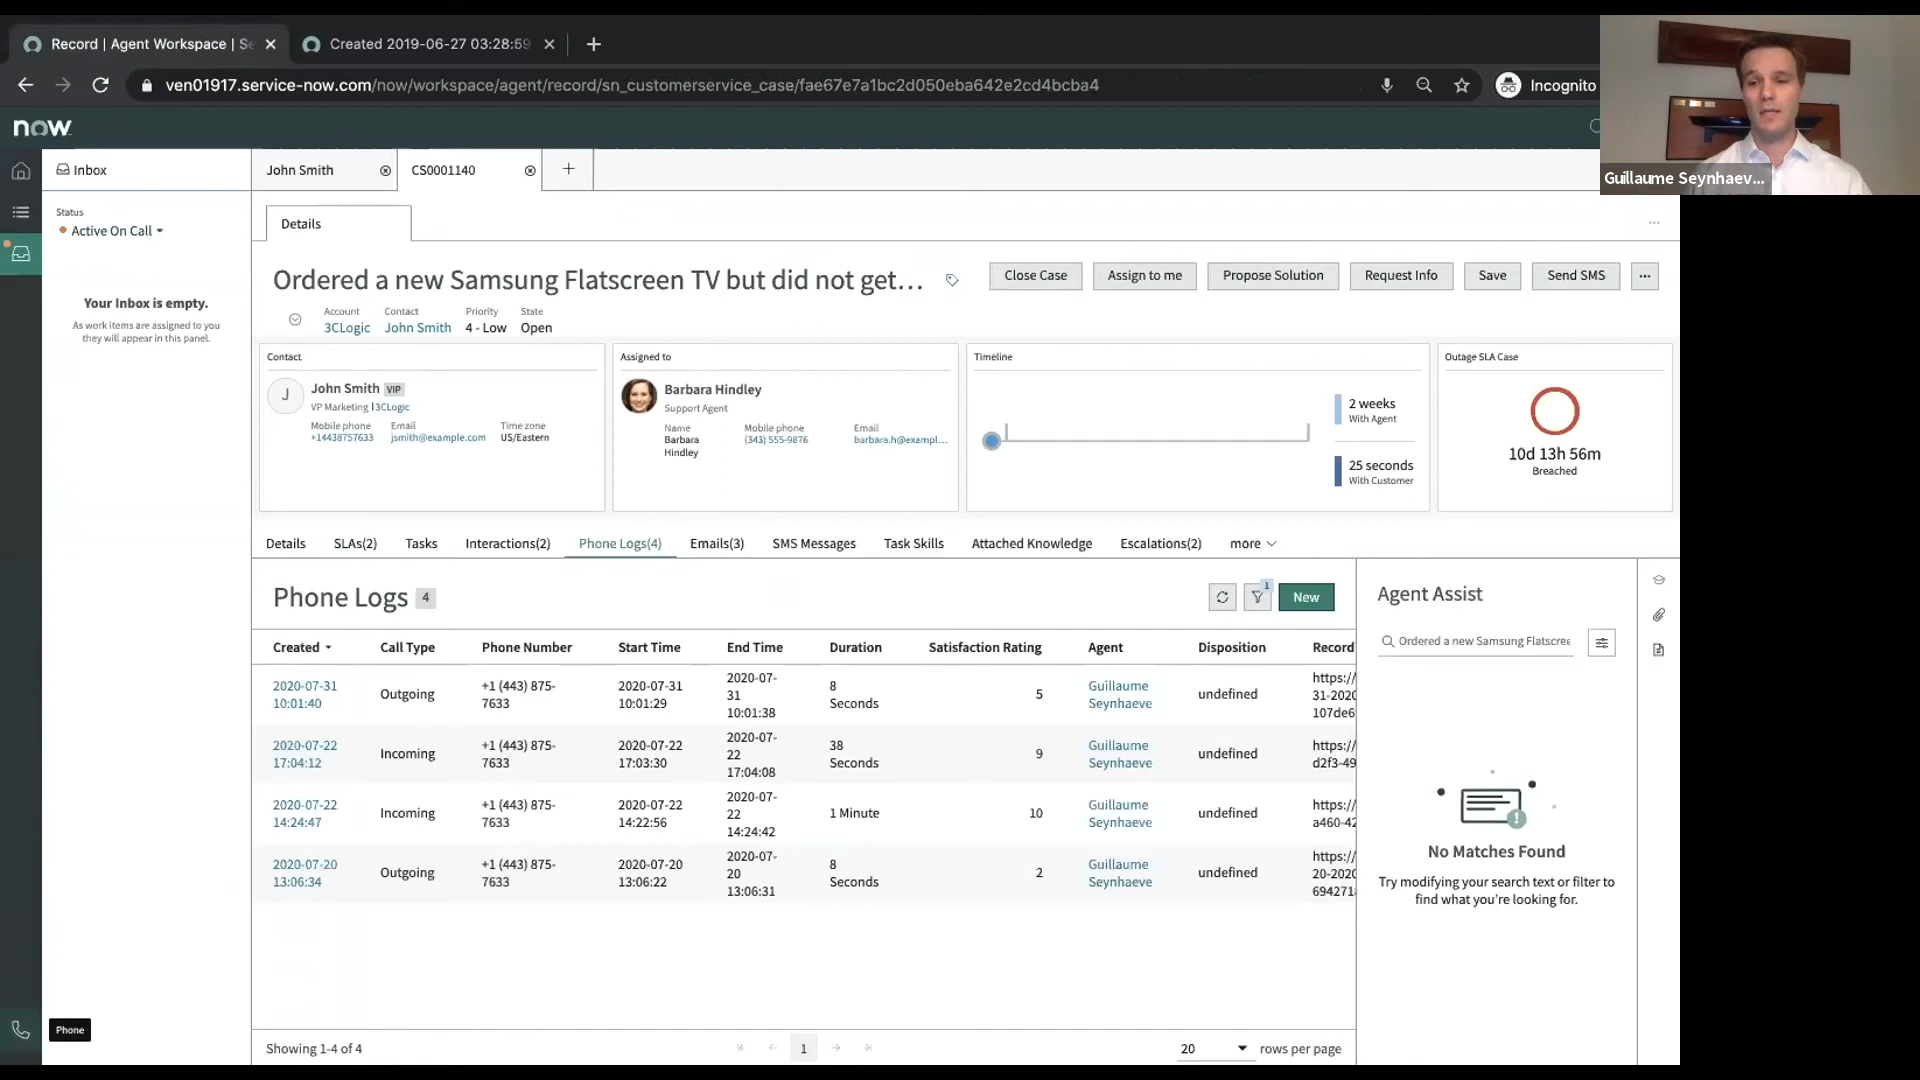 Record | Agent Workspace | Se
Created 2019-06-27 03:28:59
ven01917.service-now.com/now/workspace/agent/record/sn_customerservice_case/fae67e7a1bc2d050eba642e2cd4bcba4
Incognito
Guillaume Seynhaev...
now
Inbox
John Smith
CS0001140
Status
Active On Call
Your Inbox is empty.
As work items are assigned to you
they will appear in this panel.
Phone
Details
Ordered a new Samsung Flatscreen TV but did not get...
Close Case
Assign to me
Propose Solution
Request Info
Save
Send SMS
Account Contact Priority State
3CLogic John Smith 4 - Low Open
Contact
J
John Smith VIP
VP Marketing | 3CLogic
Mobile phone Email Time zone
+14438757633 jsmith@example.com US/Eastern
Assigned to
Barbara Hindley
Support Agent
Name Mobile phone Email
Barbara (343) 555-9876 barbara.h@exampl...
Hindley
Timeline
2 weeks
With Agent
25 seconds
With Customer
Outage SLA Case
10d 13h 56m
Breached
Details SLAs(2) Tasks Interactions(2) Phone Logs(4) Emails(3) SMS Messages Task Skills Attached Knowledge Escalations(2) more
Phone Logs 4
1
New
Created Call Type Phone Number Start Time End Time Duration Satisfaction Rating Agent Disposition Record
2020-07-31 10:01:40 Outgoing +1 (443) 875-7633 2020-07-31 10:01:29 2020-07-31 10:01:38 8 Seconds 5 Guillaume Seynhaeve undefined https:// 31-2020 107de6
2020-07-22 17:04:12 Incoming +1 (443) 875-7633 2020-07-22 17:03:30 2020-07-22 17:04:08 38 Seconds 9 Guillaume Seynhaeve undefined https:// d2f3-49
2020-07-22 14:24:47 Incoming +1 (443) 875-7633 2020-07-22 14:22:56 2020-07-22 14:24:42 1 Minute 10 Guillaume Seynhaeve undefined https:// a460-42
2020-07-20 13:06:34 Outgoing +1 (443) 875-7633 2020-07-20 13:06:22 2020-07-20 13:06:31 8 Seconds 2 Guillaume Seynhaeve undefined https:// 20-2020 694271
Showing 1-4 of 4
1
20 rows per page
Agent Assist
Ordered a new Samsung Flatscree
No Matches Found
Try modifying your search text or filter to
find what you're looking for.